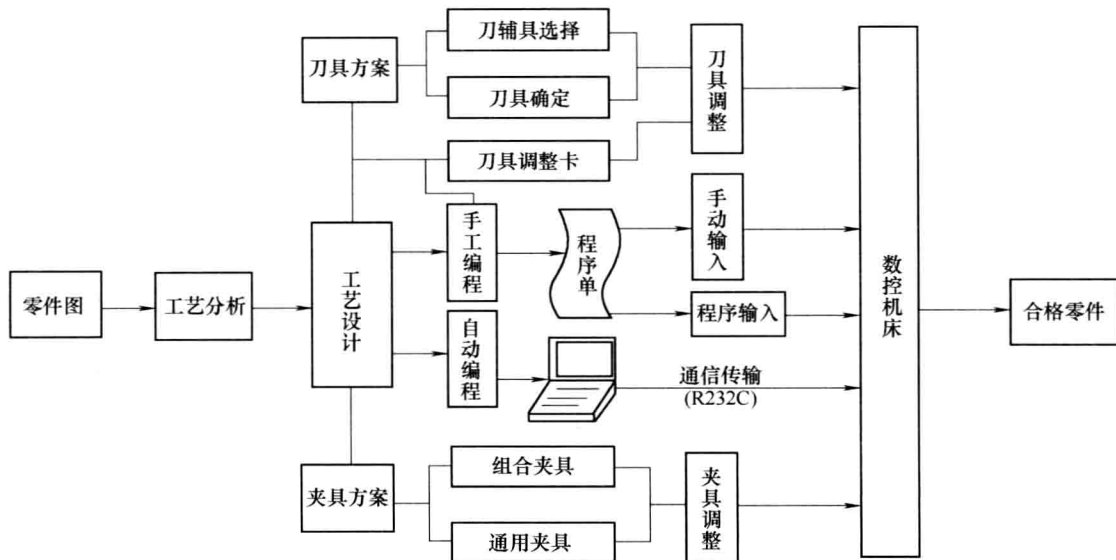 零件图
工艺分析
工艺设计
刀具方案
刀辅具选择
刀具确定
刀具调整卡
刀具调整
手工编程
程序单
手动输入
程序输入
自动编程
通信传输
(R232C)
夹具方案
组合夹具
通用夹具
夹具调整
数控机床
合格零件